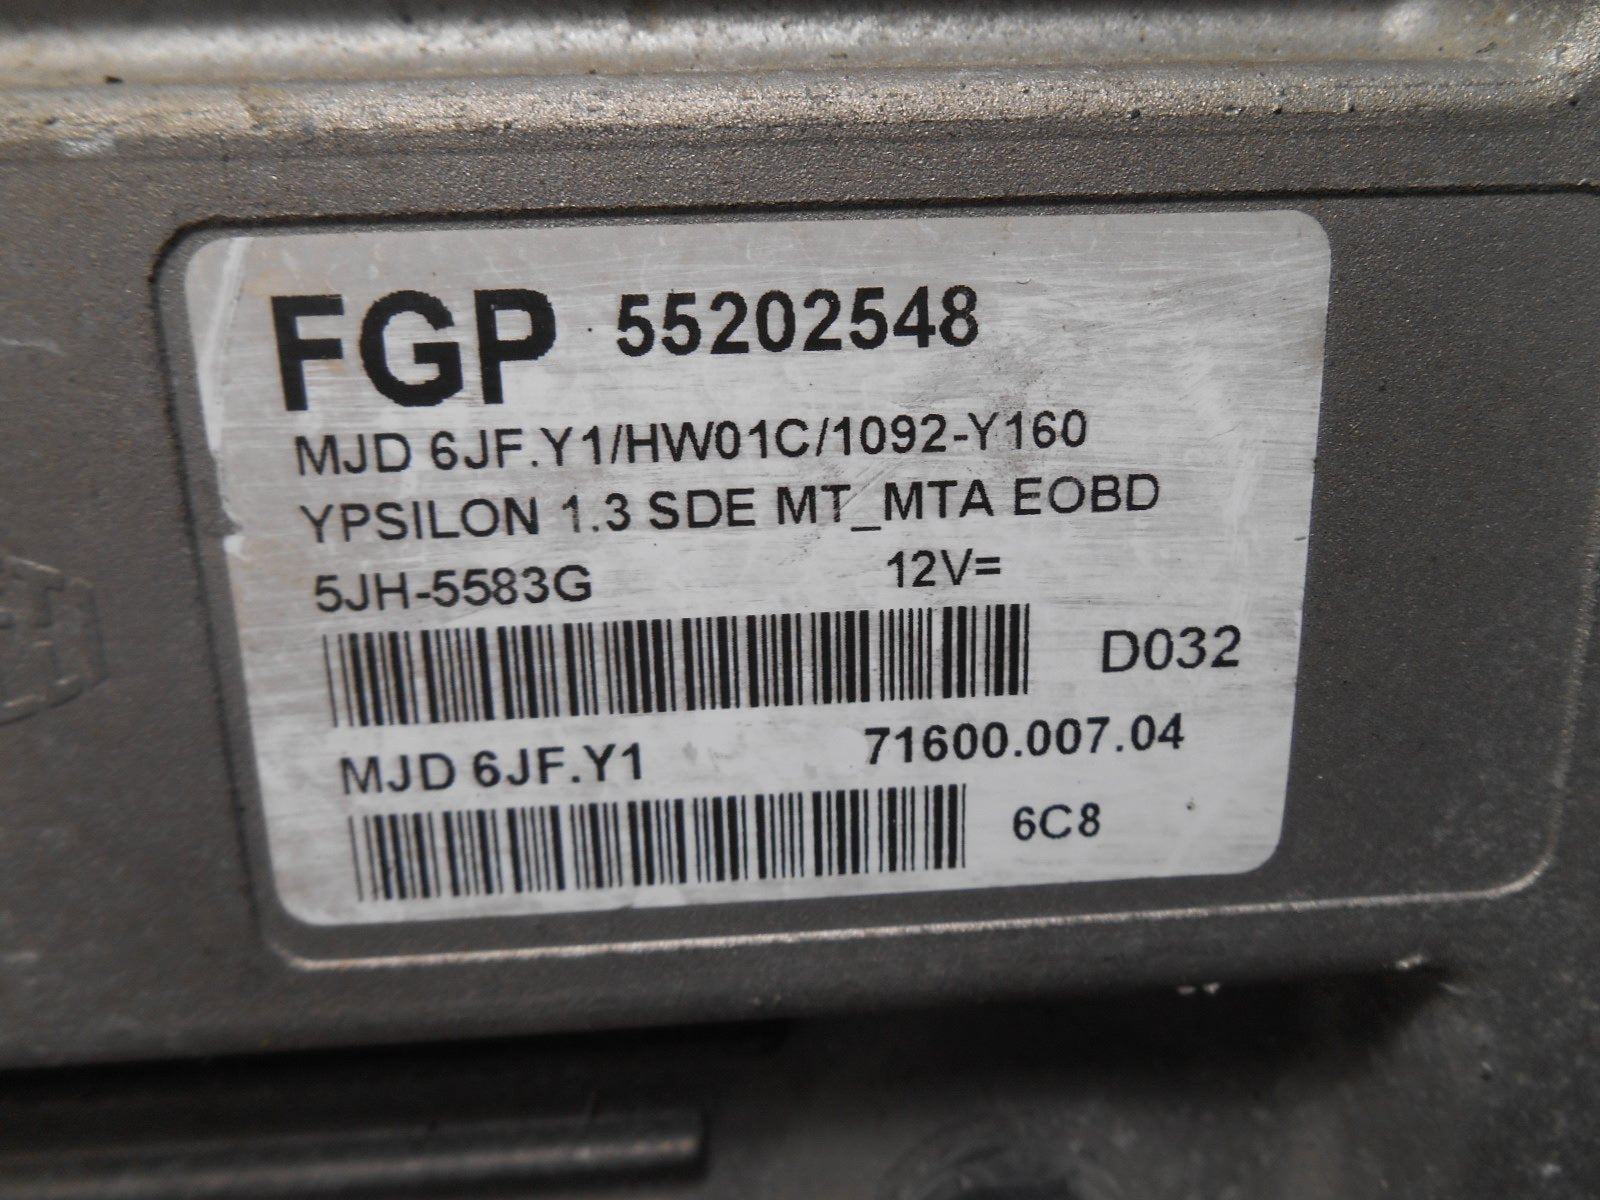 FGP 55202548
MJD 6JF.Y1/HW01C/1092-Y160
YPSILON 1.3 SDE MT_MTA EOBD
5JH-5583G 12V=
D032
MJD 6JF.Y1 71600.007.04
6C8